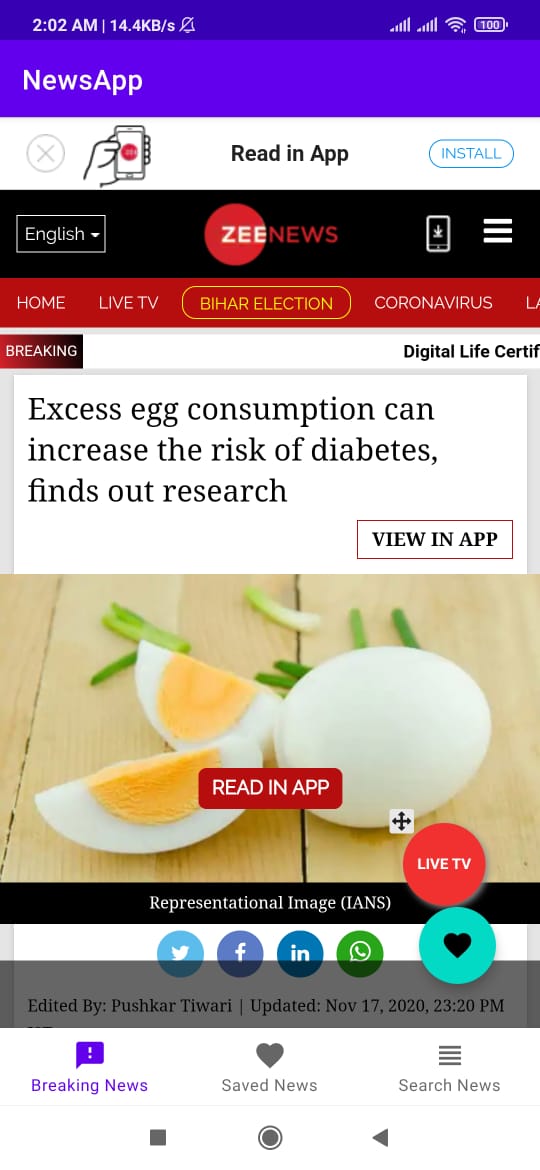 2:02 AM | 14.4KB/s
100
NewsApp
Read in App
INSTALL
English
ZEENEWS
HOME LIVE TV BIHAR ELECTION CORONAVIRUS LA
BREAKING
Digital Life Certif
Excess egg consumption can
increase the risk of diabetes,
finds out research
VIEW IN APP
READ IN APP
LIVE TV
Representational Image (IANS)
Edited By: Pushkar Tiwari | Updated: Nov 17, 2020, 23:20 PM
Breaking News Saved News Search News